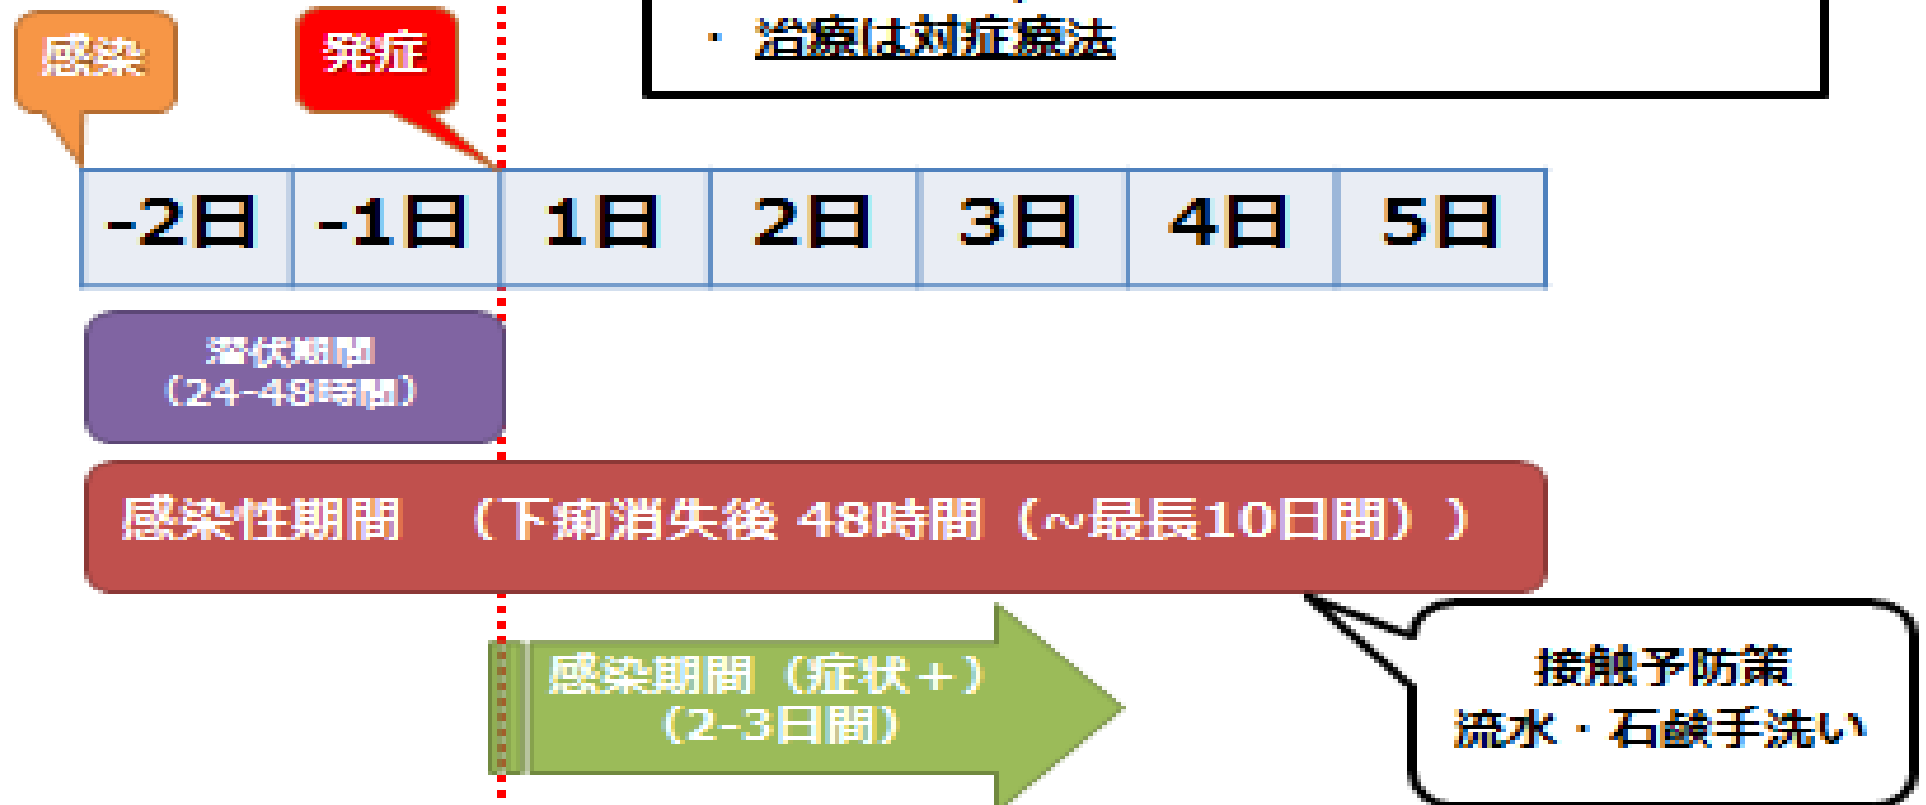 ・ 治療は対症療法
感染
発症
-2日 -1日 1日 2日 3日 4日 5日
潜伏期間
（24-48時間）
感染性期間 （下痢消失後 48時間（~最長10日間））
感染期間（症状＋）
（2-3日間）
接触予防策
流水・石鹸手洗い